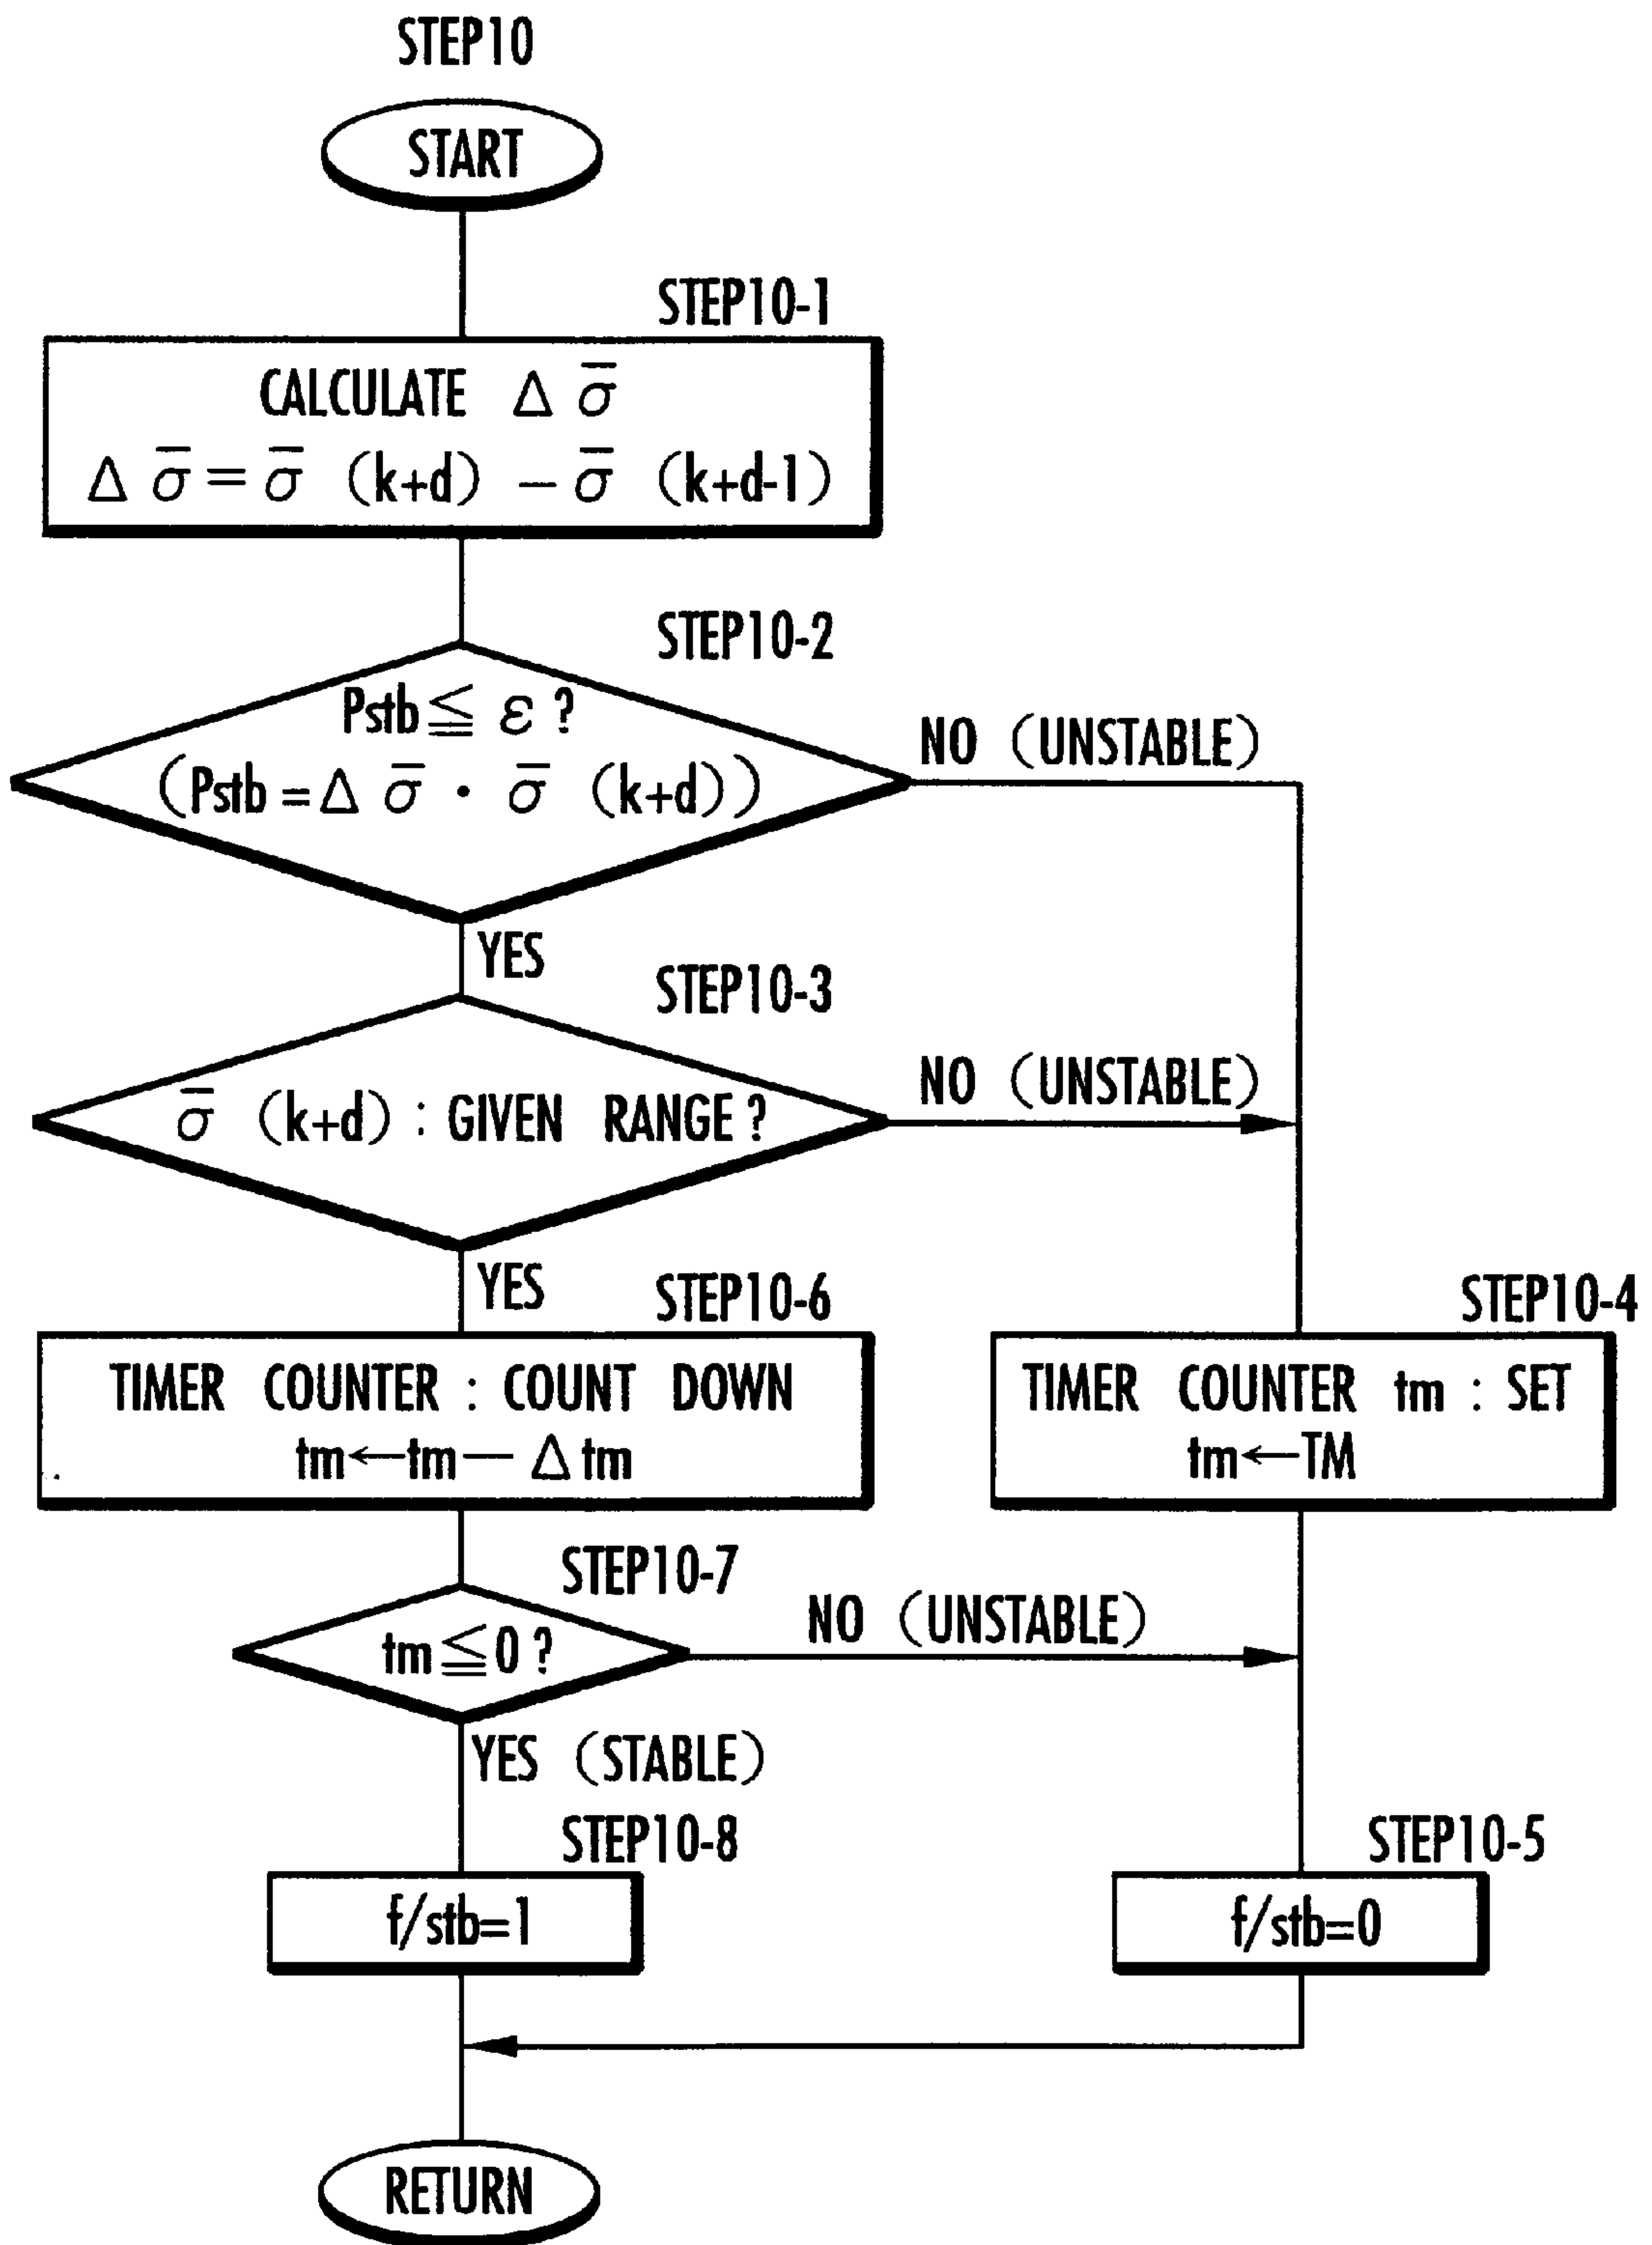 STEP10
START
STEP10-1
CALCULATE Δ σ̅
Δ σ̅ = σ̅ (k+d) − σ̅ (k+d-1)
STEP10-2
Pstb ≦ ε ?
(Pstb = Δ σ̅ · σ̅ (k+d))
NO (UNSTABLE)
YES
STEP10-3
σ̅ (k+d) : GIVEN RANGE ?
NO (UNSTABLE)
YES
STEP10-6
TIMER COUNTER : COUNT DOWN
tm←tm− Δ tm
STEP10-4
TIMER COUNTER tm : SET
tm←TM
STEP10-7
tm≦0 ?
NO (UNSTABLE)
YES (STABLE)
STEP10-8
f/stb=1
STEP10-5
f/stb=0
RETURN